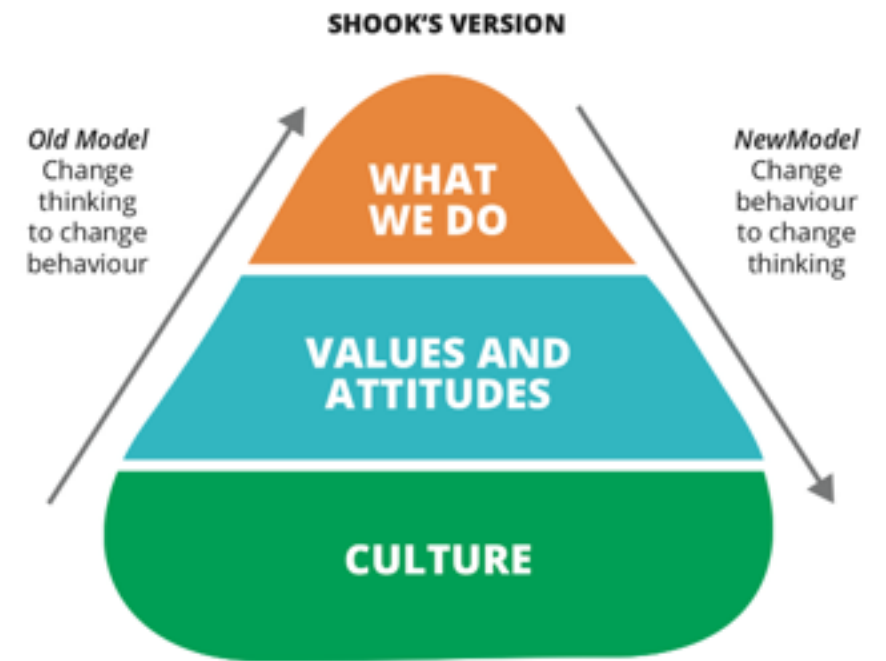 SHOOK'S VERSION
Old Model
Change
thinking
to change
behaviour
NewModel
Change
behaviour
to change
thinking
WHAT
WE DO
VALUES AND
ATTITUDES
CULTURE